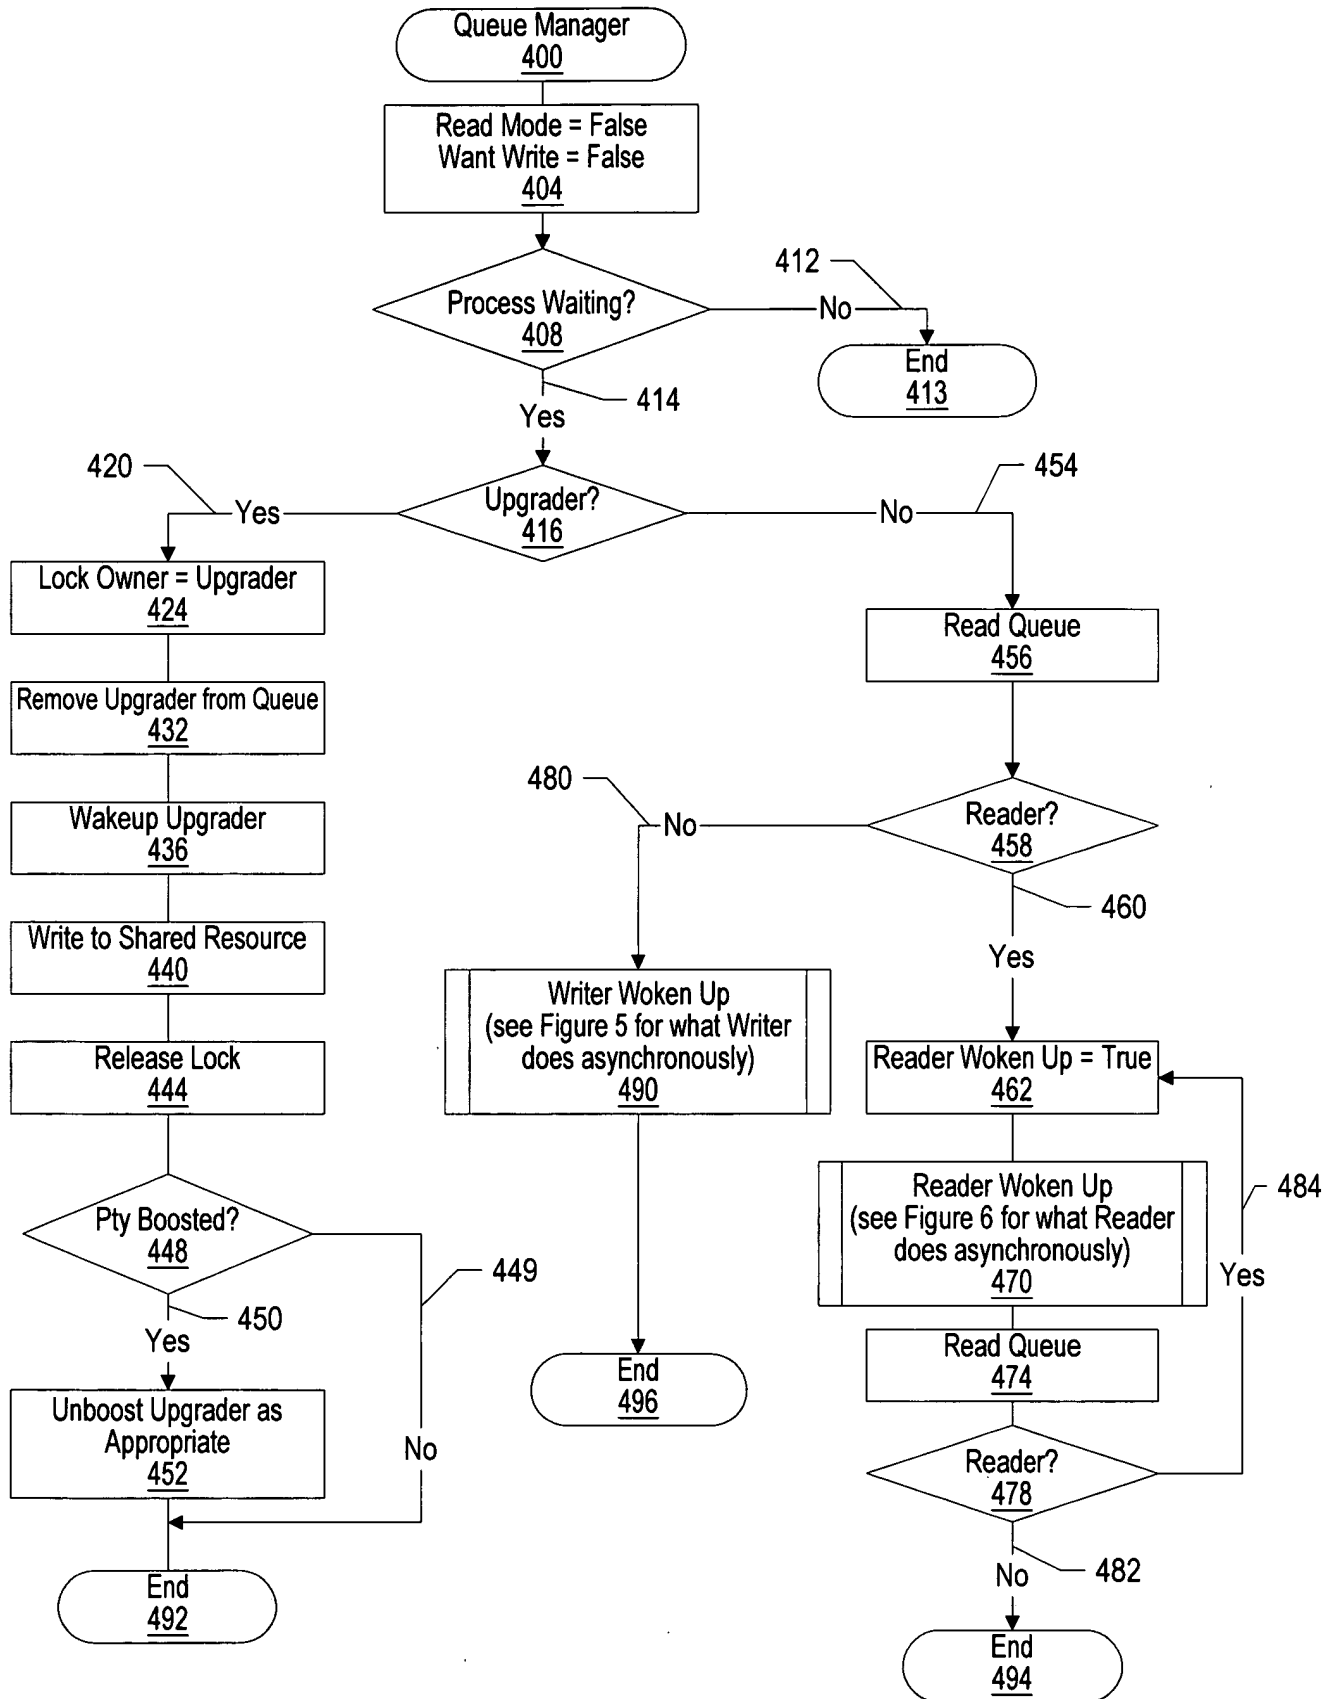 Queue Manager
400
Read Mode = False
Want Write = False
404
412
Process Waiting?
408
No
End
413
414
Yes
420
454
Yes
Upgrader?
416
No
Lock Owner = Upgrader
424
Read Queue
456
Remove Upgrader from Queue
432
480
No
Reader?
458
Wakeup Upgrader
436
460
Yes
Write to Shared Resource
440
Writer Woken Up
(see Figure 5 for what Writer
does asynchronously)
490
Release Lock
444
Reader Woken Up = True
462
Reader Woken Up
(see Figure 6 for what Reader
does asynchronously)
470
484
Yes
Pty Boosted?
448
449
450
Yes
Read Queue
474
End
496
Unboost Upgrader as
Appropriate
452
No
Reader?
478
482
No
End
492
End
494